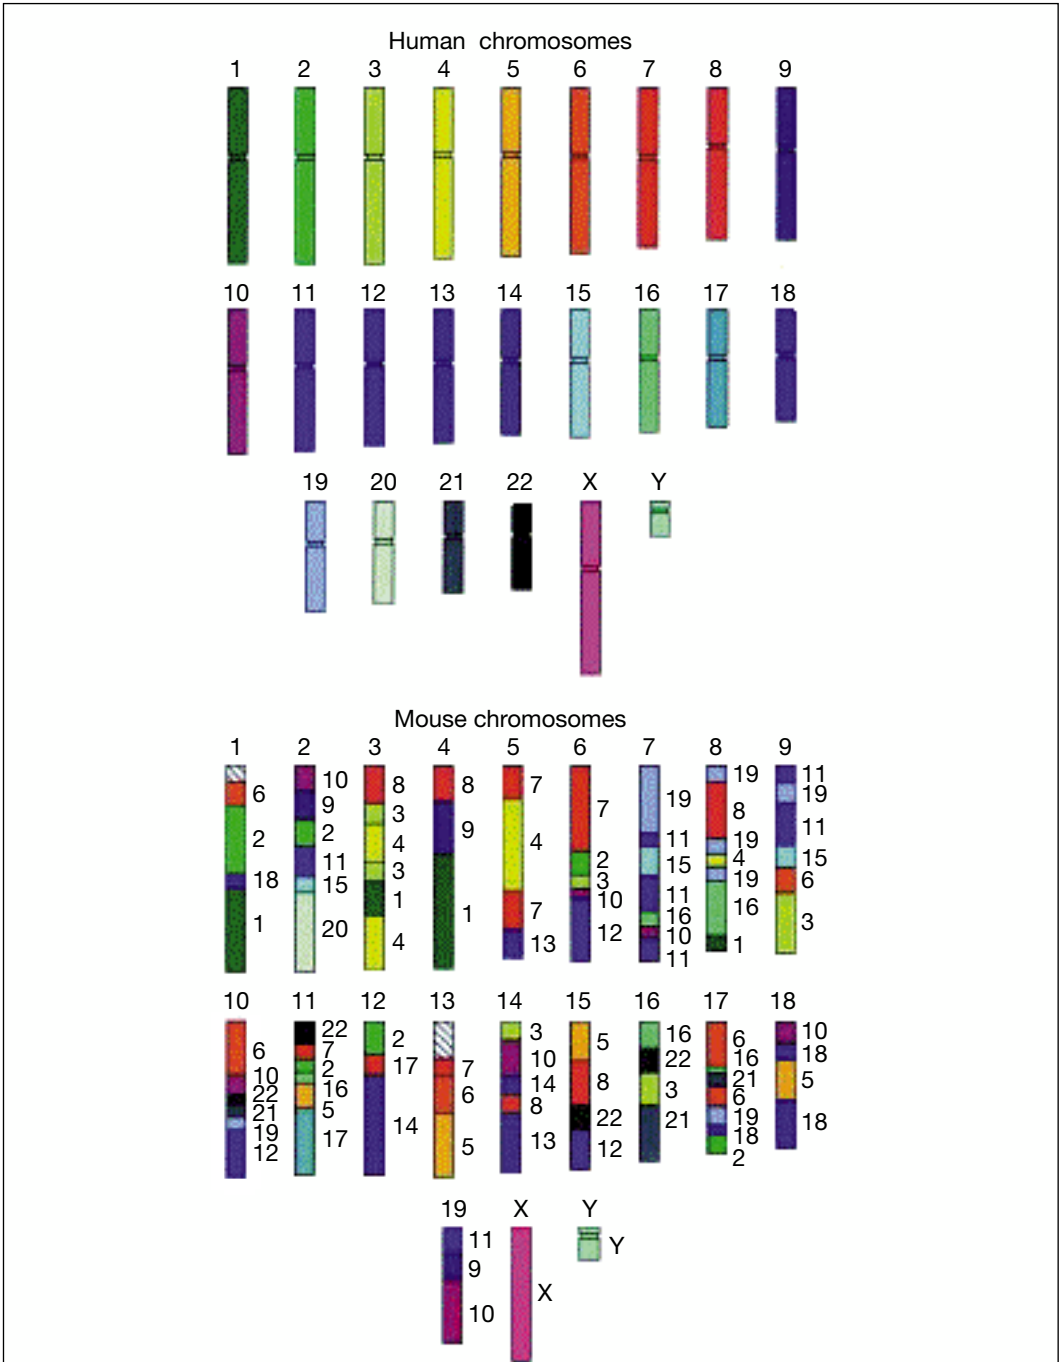 Human chromosomes
1 2 3 4 5 6 7 8 9
10 11 12 13 14 15 16 17 18
19 20 21 22 X Y
Mouse chromosomes
1 2 3 4 5 6 7 8 9
6 2 18 1
10 9 2 11 15 20
8 3 4 3 1 4
8 9 1
7 4 7 13
7 2 3 10 12
19 11 15 11 16 10 11
19 8 19 4 19 16 1
11 19 11 15 6 3
10 11 12 13 14 15 16 17 18
6 10 22 21 19 12
22 7 2 16 5 17
2 17 14
7 6 5
3 10 14 8 13
5 8 22 12
16 22 3 21
6 16 21 6 19 18 2
10 18 5 18
19 X Y
11 9 10
X
Y